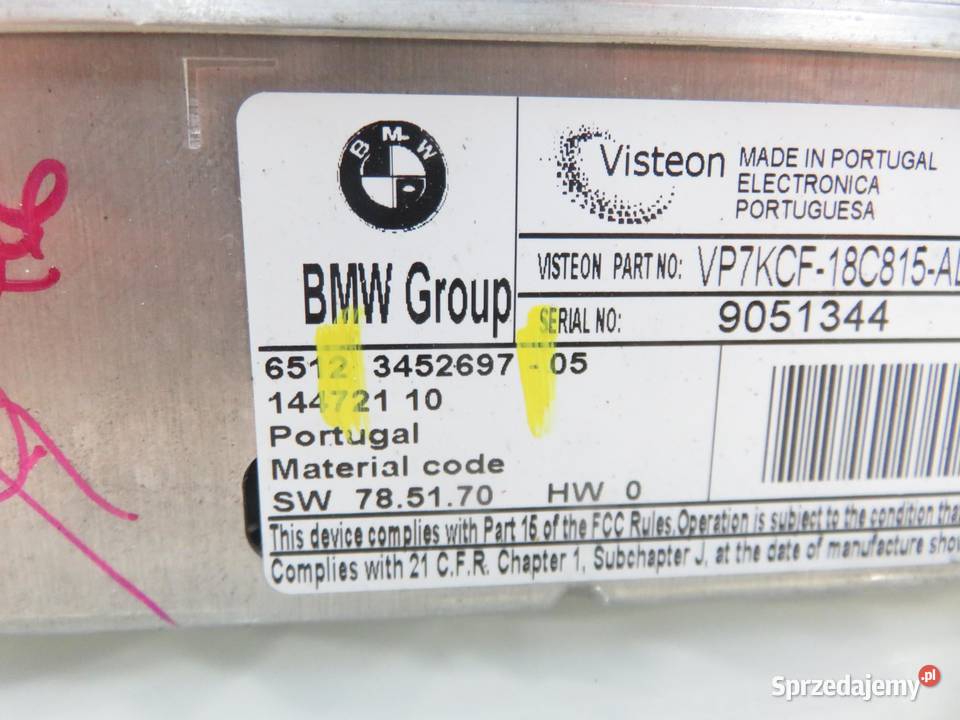 BMW
BMW Group
Visteon
MADE IN PORTUGAL
ELECTRONICA
PORTUGUESA
VISTEON PART NO: VP7KCF-18C815-A
SERIAL NO: 9051344
6512 3452697 - 05
144721 10
Portugal
Material code
SW 78.51.70 HW 0
This device complies with Part 15 of the FCC Rules.Operation is subject to the condition tha
Complies with 21 C.F.R. Chapter 1, Subchapter J, at the date of manufacture
Sprzedajemy.pl